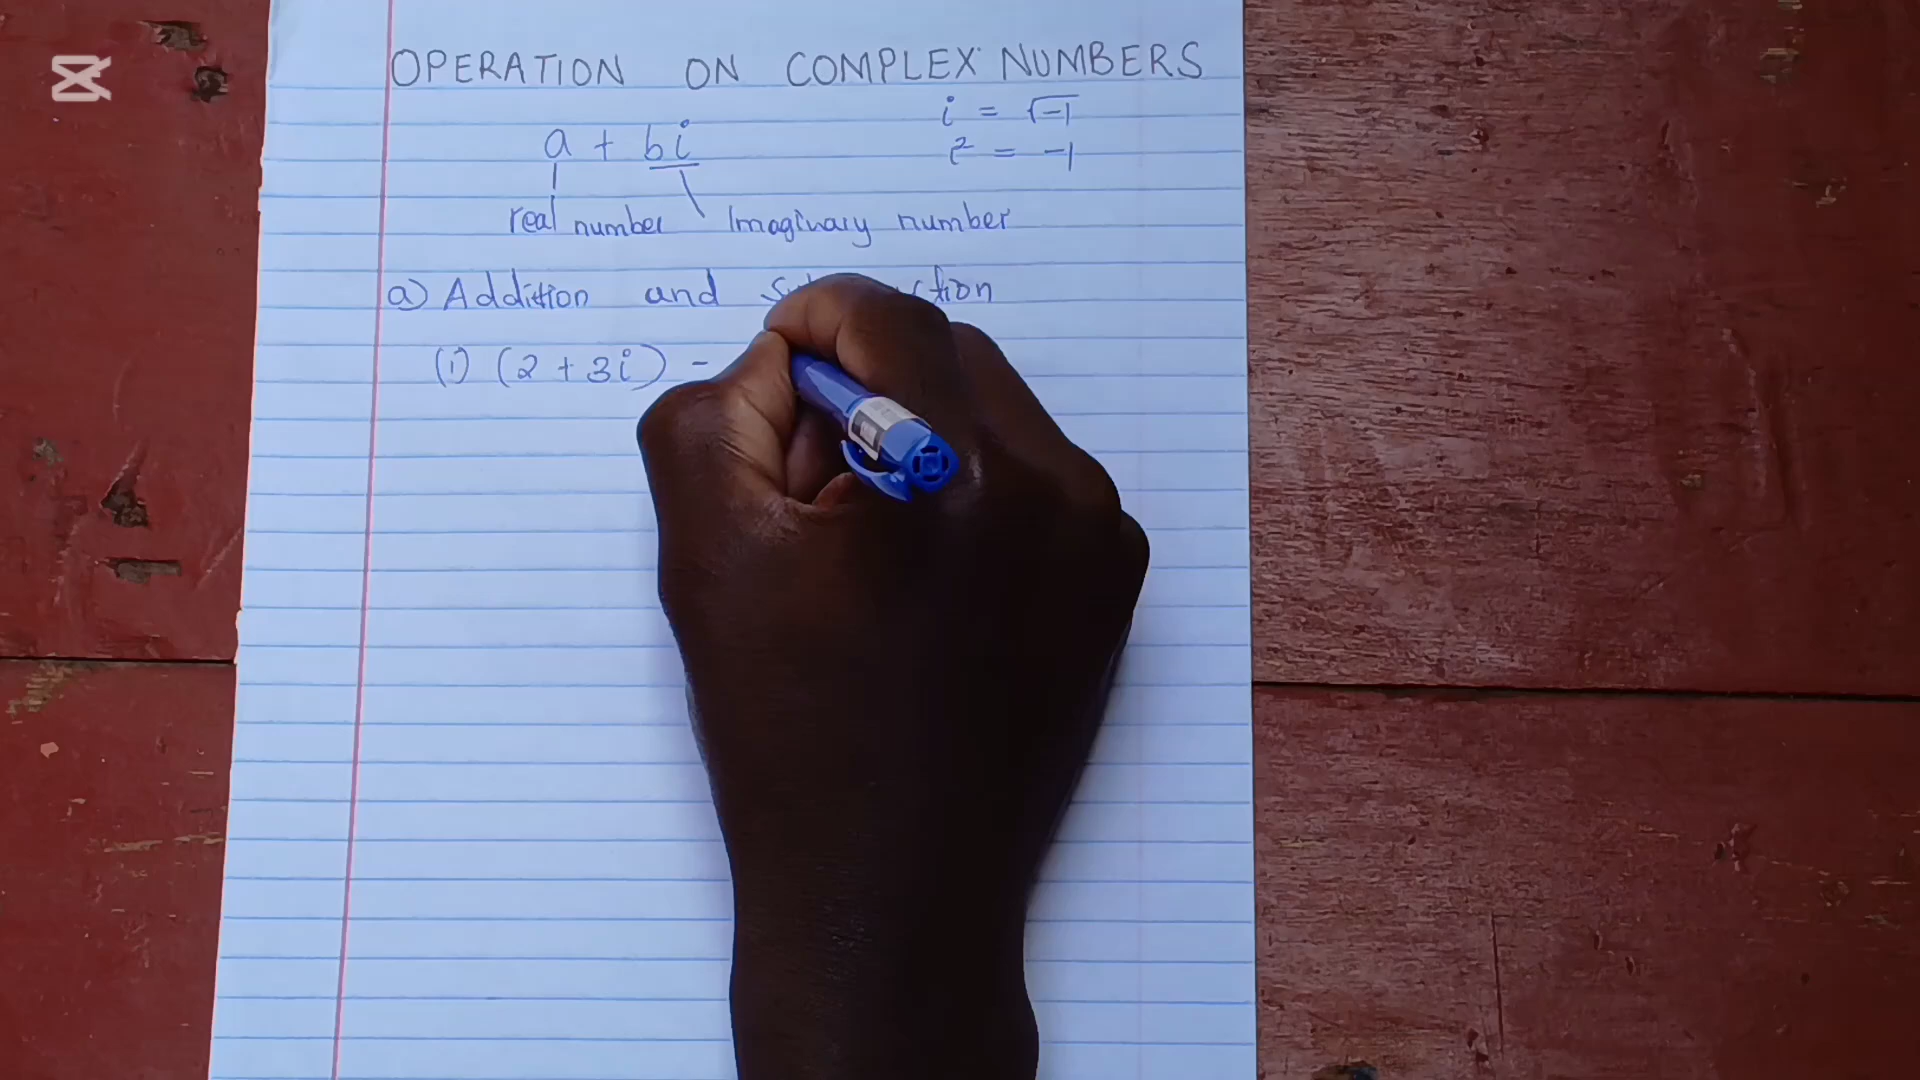 OPERATION ON COMPLEX NUMBERS
i = √-1
a + bi
i² = -1
real number Imaginary number
a) Addition and
(i) (2 + 3i) -